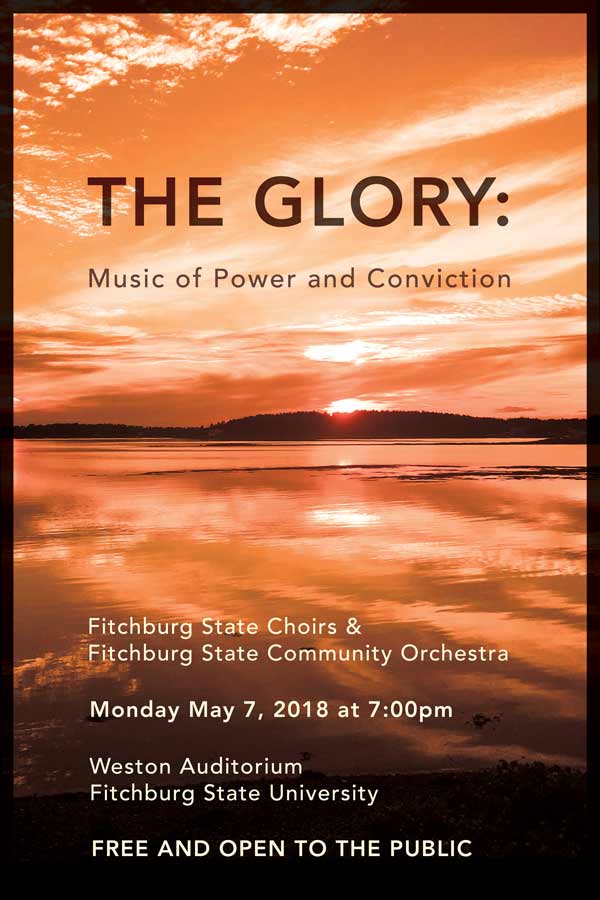 THE GLORY:
Music of Power and Conviction
Fitchburg State Choirs &
Fitchburg State Community Orchestra
Monday May 7, 2018 at 7:00pm
Weston Auditorium
Fitchburg State University
FREE AND OPEN TO THE PUBLIC